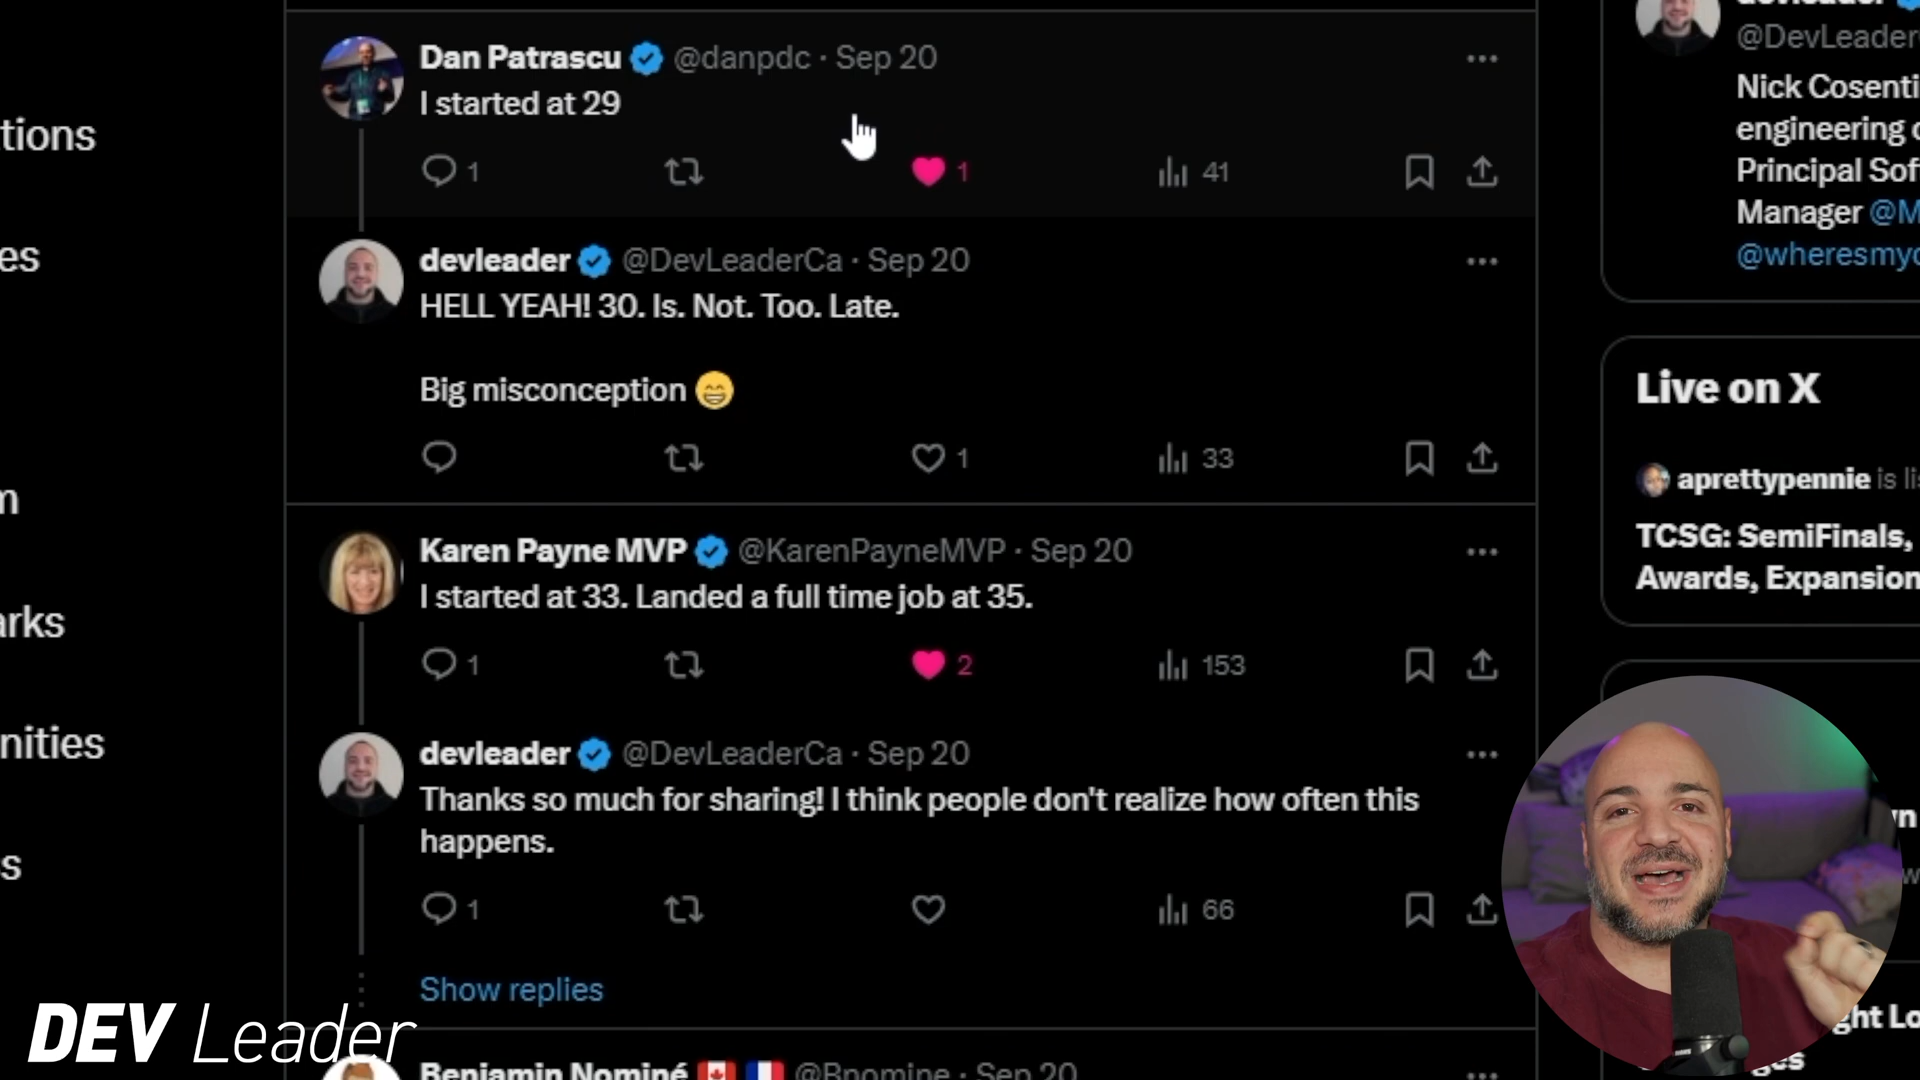 Dan Patrascu @danpdc · Sep 20
I started at 29
1
1
41
devleader @DevLeaderCa · Sep 20
HELL YEAH! 30. Is. Not. Too. Late.
Big misconception 😁
1
33
Karen Payne MVP @KarenPayneMVP · Sep 20
I started at 33. Landed a full time job at 35.
1
2
153
devleader @DevLeaderCa · Sep 20
Thanks so much for sharing! I think people don't realize how often this
happens.
1
66
Show replies
Benjamin Nominé 🇨🇦 🇫🇷 @Bnomine · Sep 20
tions
es
m
arks
nities
s
@DevLeader
Nick Cosenti
engineering
Principal Sof
Manager @M
@wheresmyc
Live on X
aprettypennie is lis
TCSG: SemiFinals,
Awards, Expansion
ght Lo
DEV Leader